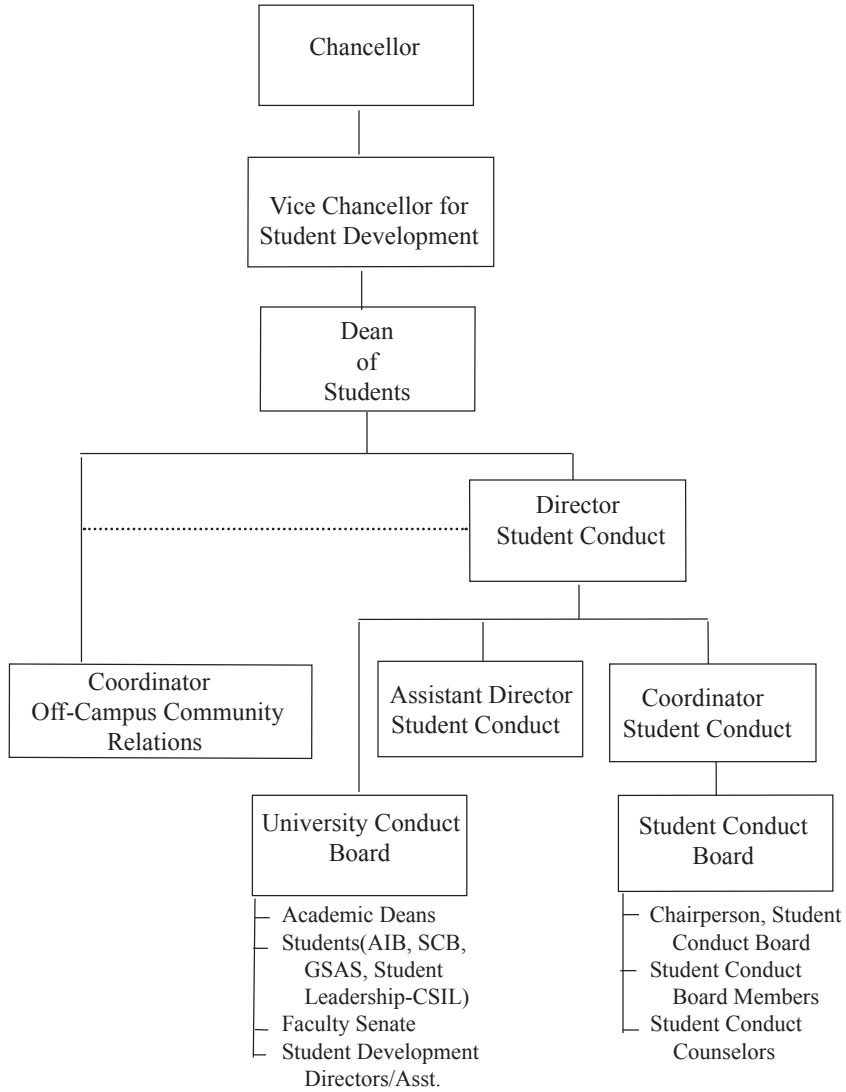 Chancellor
Vice Chancellor for
Student Development
Dean
of
Students
Director
Student Conduct
Coordinator
Off-Campus Community
Relations
Assistant Director
Student Conduct
Coordinator
Student Conduct
University Conduct
Board
Academic Deans
Students(AIB, SCB,
GSAS, Student
Leadership-CSIL)
Faculty Senate
Student Development
Directors/Asst.
Student Conduct
Board
Chairperson, Student
Conduct Board
Student Conduct
Board Members
Student Conduct
Counselors